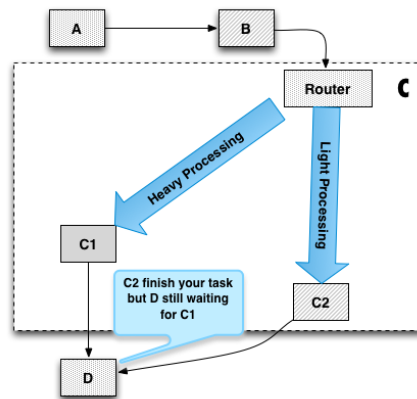 A
B
Router
C
Heavy Processing
Light Processing
C1
C2 finish your task
but D still waiting
for C1
C2
D